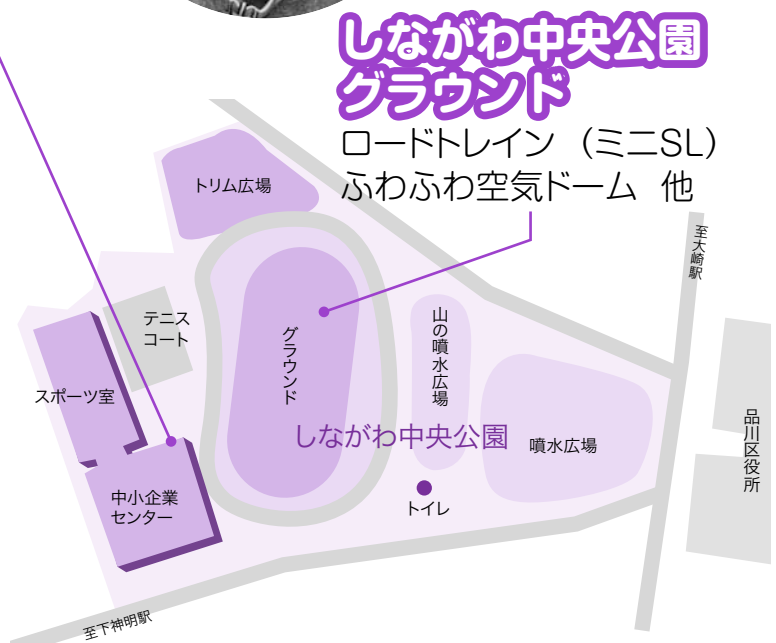 しながわ中央公園
グラウンド
ロードトレイン （ミニSL）
ふわふわ空気ドーム 他
トリム広場
至大崎駅
テニス
コート
グラウンド
山の噴水広場
スポーツ室
しながわ中央公園
噴水広場
品川区役所
中小企業
センター
トイレ
至下神明駅